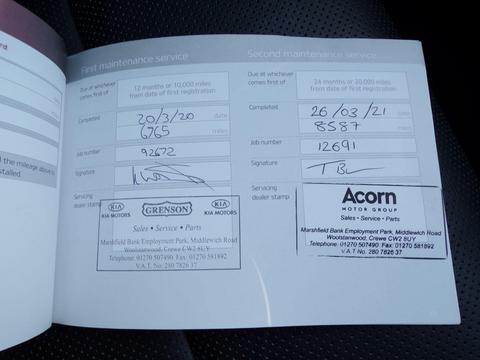 rd
d the mileage above to
stalled.
First maintenance service
Due at whichever
comes first of
12 months or 10,000 miles
from date of first registration
Completed
20/3/20 date
6765 miles
Job number
92672
Signature
Servicing
dealer stamp
KIA GRENSON KIA
KIA MOTORS KIA MOTORS
Sales • Service • Parts
Marshfield Bank Employment Park, Middlewich Road
Woolstanwood, Crewe CW2 8UY
Telephone: 01270 507490 Fax: 01270 581892
V.A.T. No. 280 7826 37
Second maintenance service
Due at whichever
comes first of
24 months or 20,000 miles
from date of first registration
Completed
26/03/21 date
8587 miles
Job number
12691
Signature
Servicing
dealer stamp
Acorn
MOTOR GROUP
Sales • Service • Parts
Marshfield Bank Employment Park, Middlewich Road
Woolstanwood, Crewe CW2 8UY
Telephone: 01270 507490 Fax: 01270 581892
V.A.T No. 280 7826 37